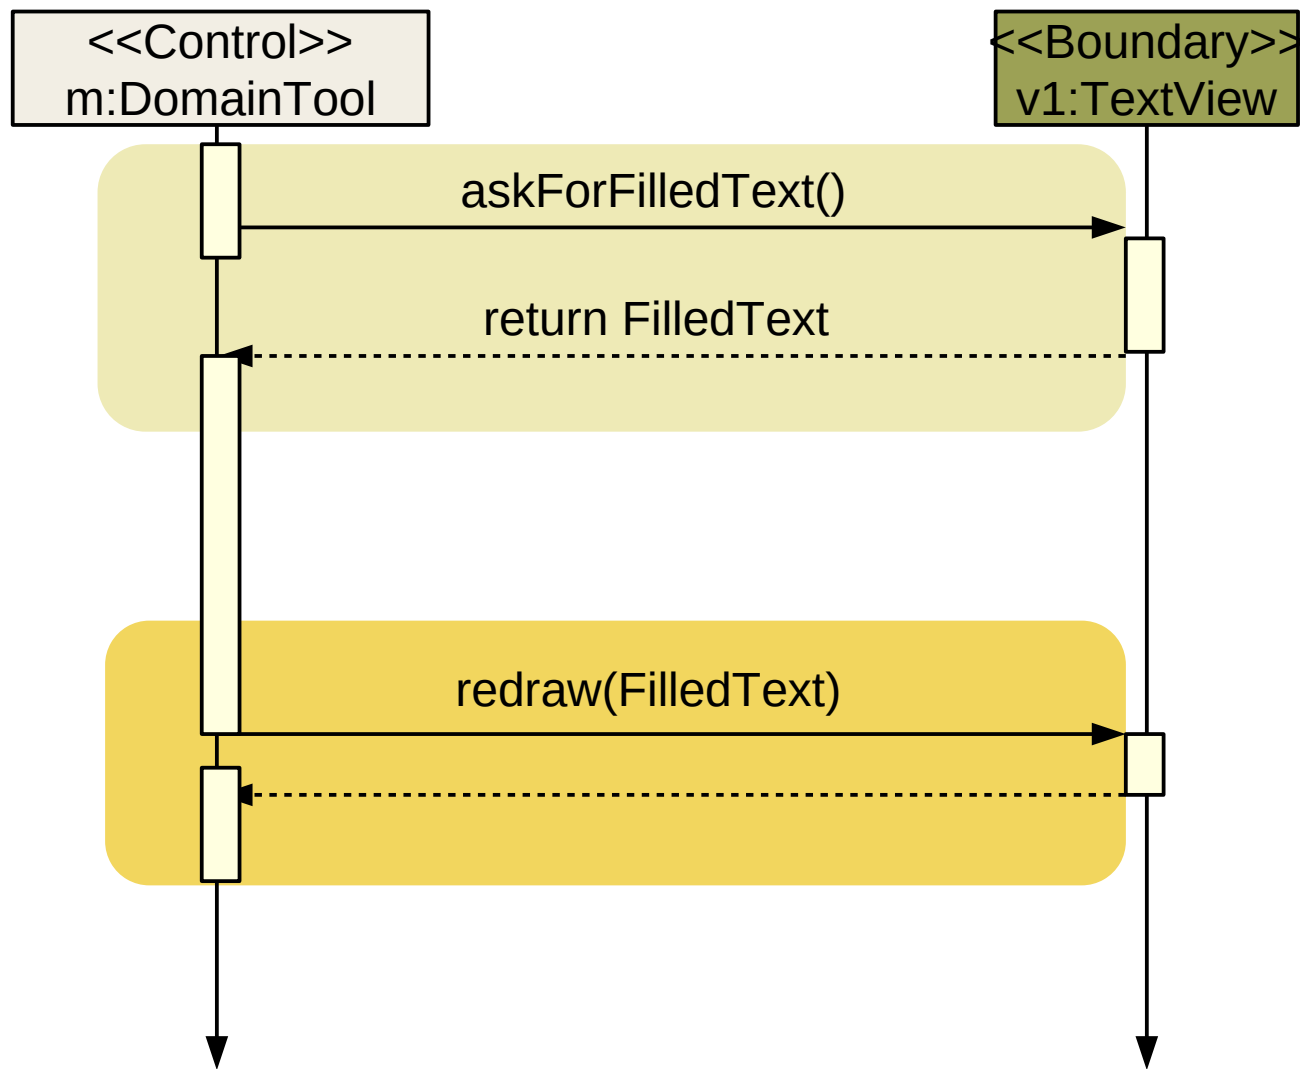 <<Control>>
m:DomainTool
<<Boundary>>
v1:TextView
askForFilledText()
return FilledText
redraw(FilledText)